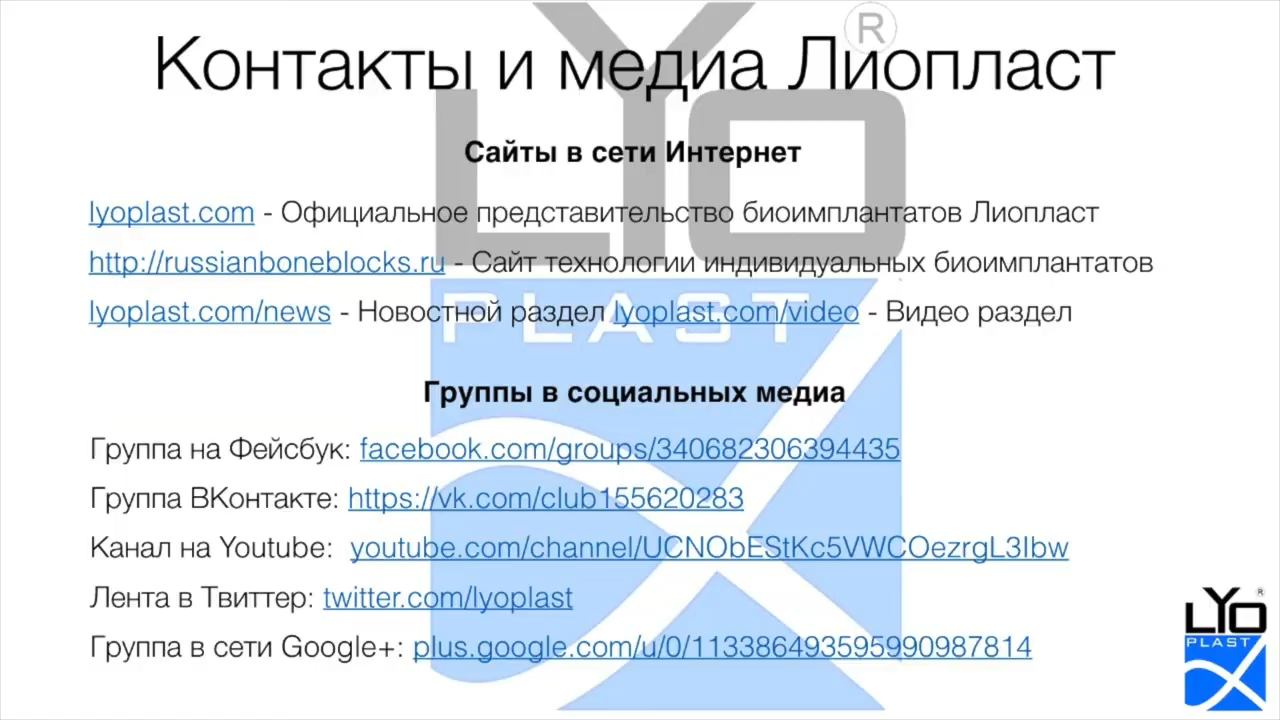 Контакты и медиа Лиопласт
Сайты в сети Интернет
lyoplast.com - Официальное представительство биоимплантатов Лиопласт
http://russianboneblocks.ru - Сайт технологии индивидуальных биоимплантатов
lyoplast.com/news - Новостной раздел lyoplast.com/video - Видео раздел
Группы в социальных медиа
Группа на Фейсбук: facebook.com/groups/340682306394435
Группа ВКонтакте: https://vk.com/club155620283
Канал на Youtube: youtube.com/channel/UCNObEStKc5VWCOezrgL3Ibw
Лента в Твиттер: twitter.com/lyoplast
Группа в сети Google+: plus.google.com/u/0/113386493595990987814
LYO ®
PLAST
LYO ®
PLAST